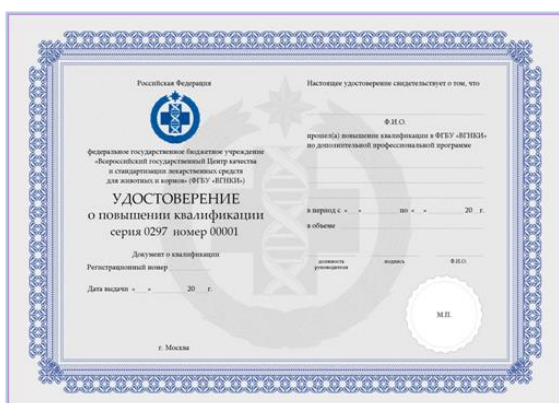 Российская Федерация
федеральное государственное бюджетное учреждение
«Всероссийский государственный Центр качества
и стандартизации лекарственных средств
для животных и кормов» (ФГБУ «ВГНКИ»)
УДОСТОВЕРЕНИЕ
о повышении квалификации
серия 0297 номер 00001
Документ о квалификации
Регистрационный номер
Дата выдачи « » 20 г.
г. Москва
Настоящее удостоверение свидетельствует о том, что
Ф.И.О.
прошел(а) повышение квалификации в ФГБУ «ВГНКИ»
по дополнительной профессиональной программе
в период с « » по « » 20 г.
в объеме
должность подпись Ф.И.О.
руководителя
М.П.